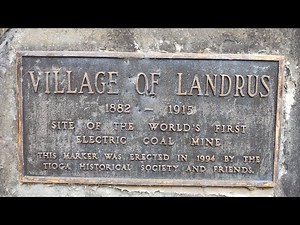 VILLAGE OF LANDRUS
1882 - 1915
SITE OF THE WORLD'S FIRST
ELECTRIC COAL MINE
THIS MARKER WAS ERECTED IN 1994 BY THE
TIOGA HISTORICAL SOCIETY AND FRIENDS.